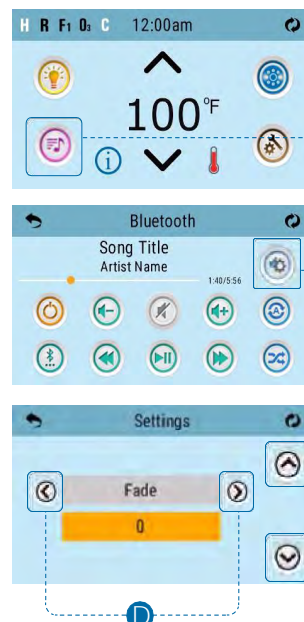 H R F1 O3 C 12:00am
100°F
i
Bluetooth
Song Title
Artist Name
1:40/5:56
A
Settings
Fade
0
D